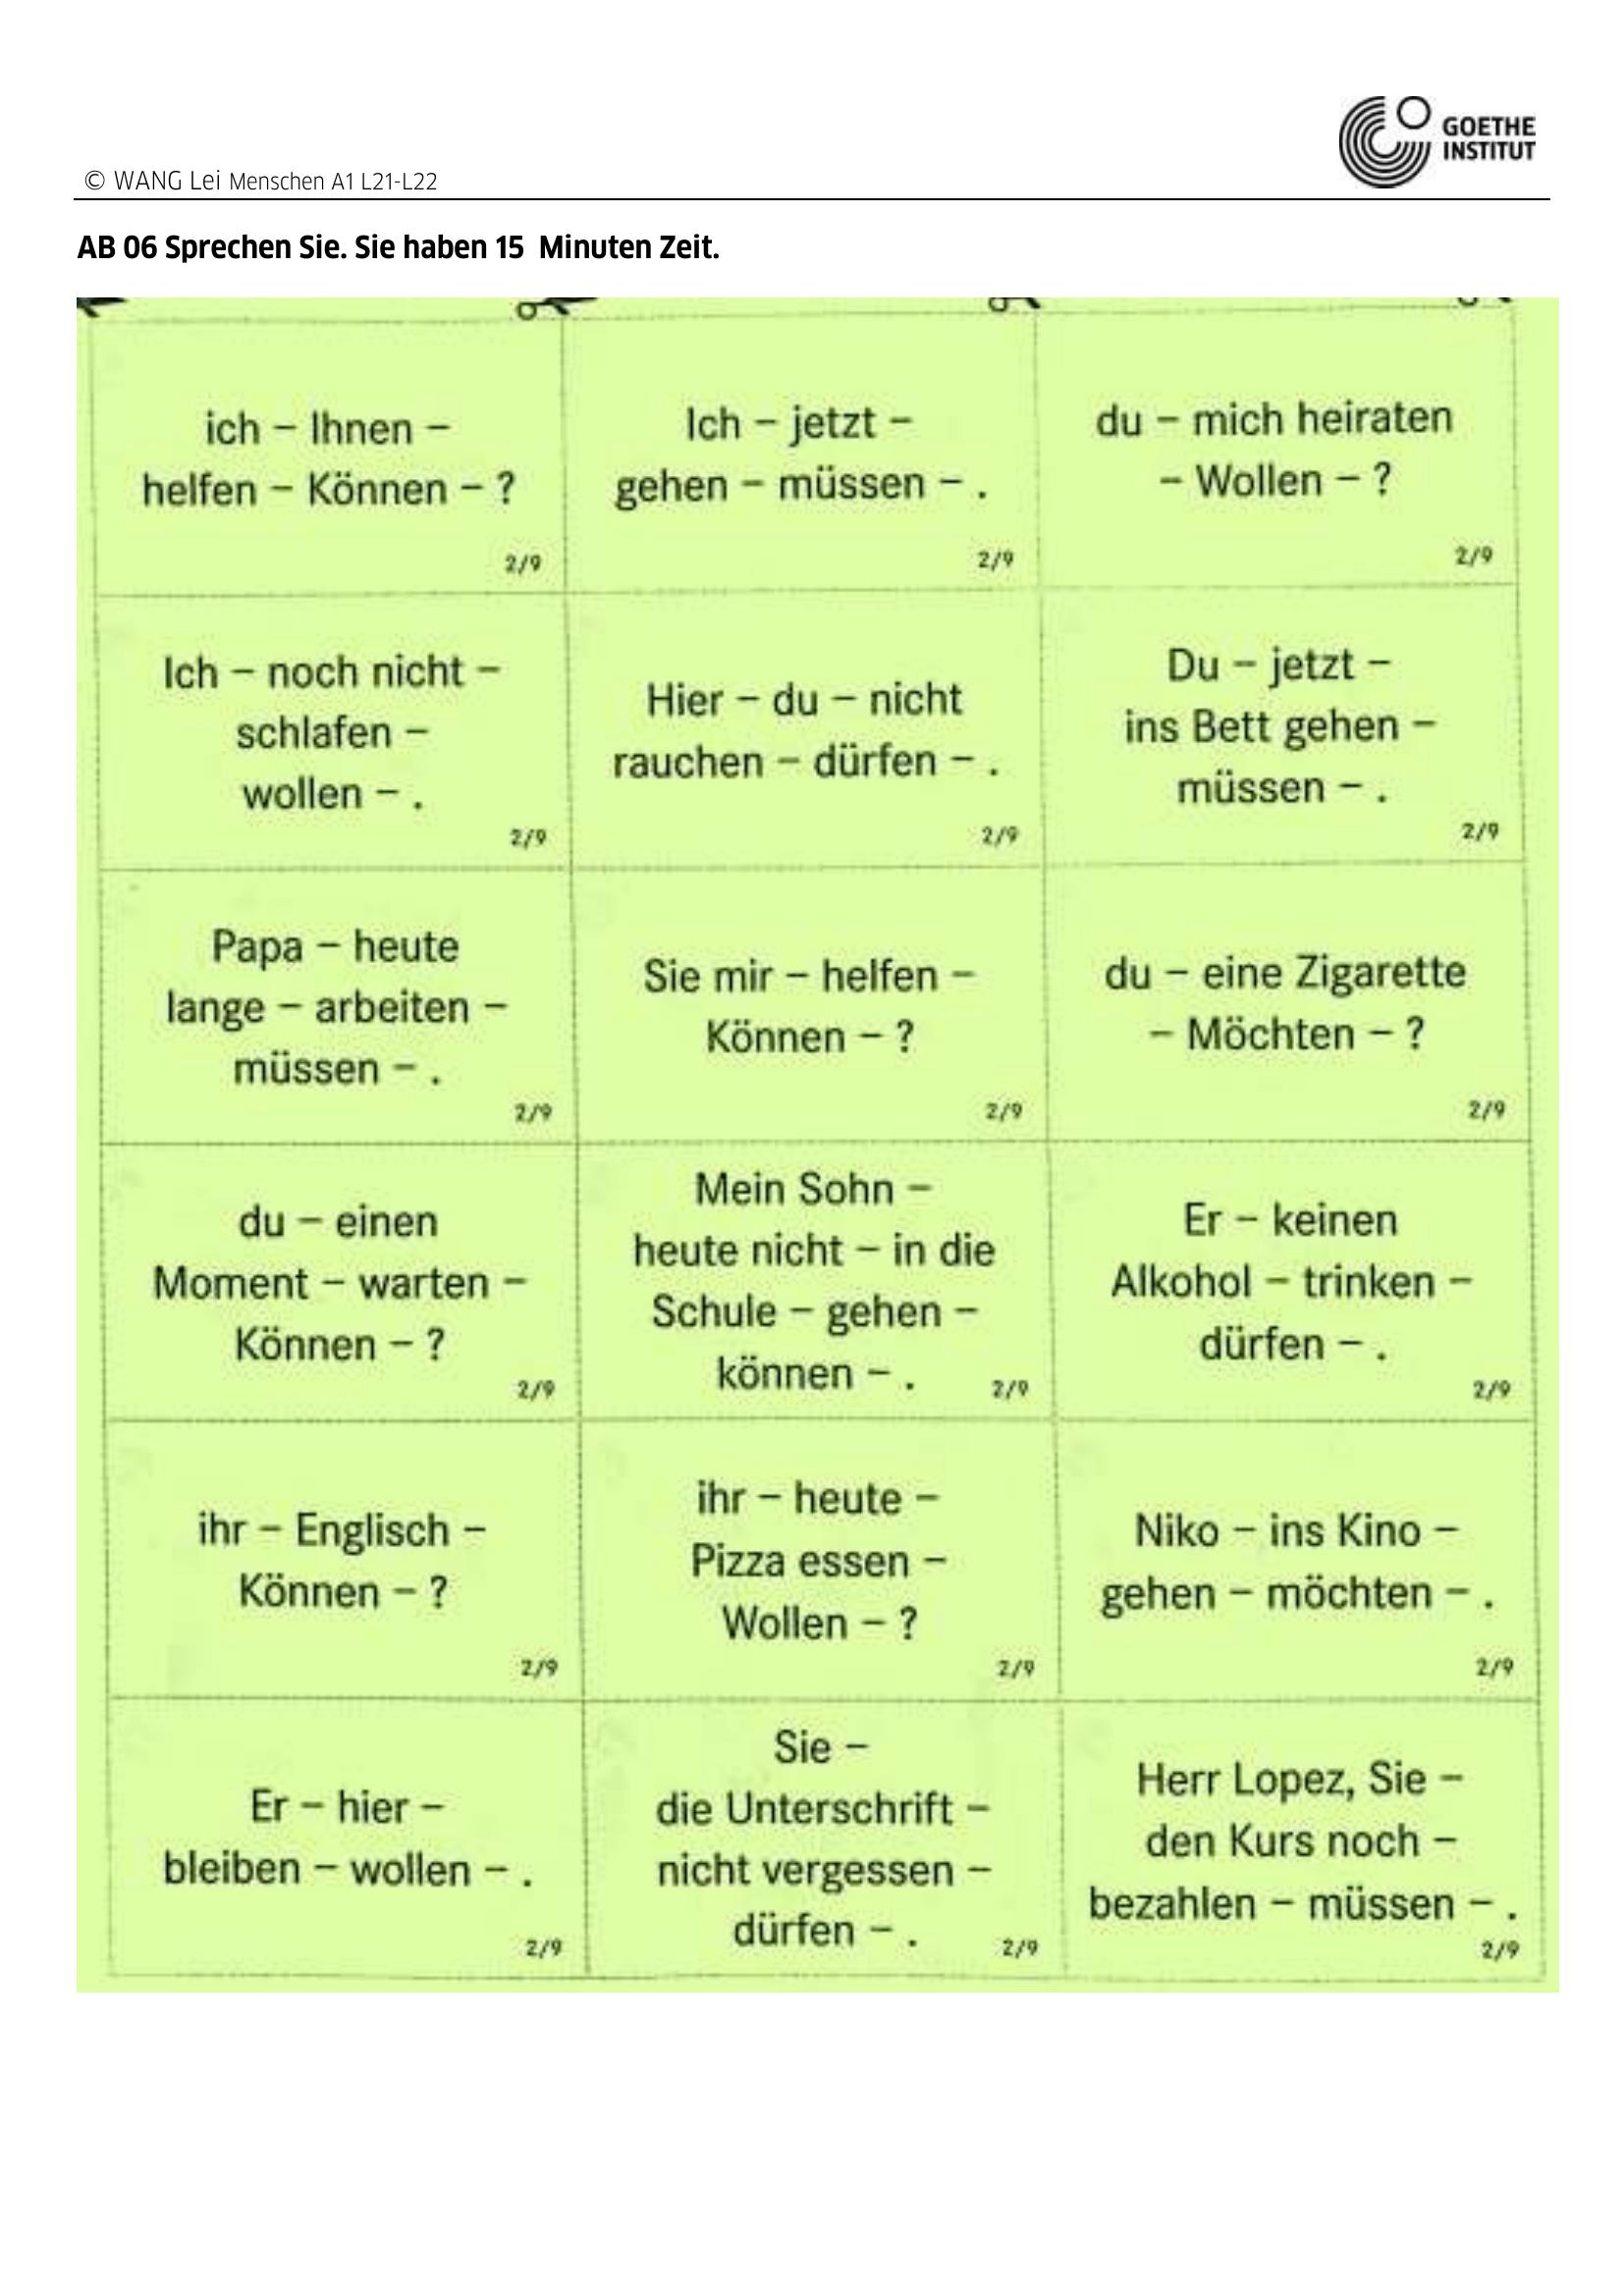 GOETHE
INSTITUT
© WANG Lei Menschen A1 L21-L22
AB 06 Sprechen Sie. Sie haben 15  Minuten Zeit.
ich – Ihnen –
helfen – Können – ?
2/9
Ich – jetzt –
gehen – müssen – .
2/9
du – mich heiraten
– Wollen – ?
2/9
Ich – noch nicht –
schlafen –
wollen – .
2/9
Hier – du – nicht
rauchen – dürfen – .
2/9
Du – jetzt –
ins Bett gehen –
müssen – .
2/9
Papa – heute
lange – arbeiten –
müssen – .
2/9
Sie mir – helfen –
Können – ?
2/9
du – eine Zigarette
– Möchten – ?
2/9
du – einen
Moment – warten –
Können – ?
2/9
Mein Sohn –
heute nicht – in die
Schule – gehen –
können – .
2/9
Er – keinen
Alkohol – trinken –
dürfen – .
2/9
ihr – Englisch –
Können – ?
2/9
ihr – heute –
Pizza essen –
Wollen – ?
2/9
Niko – ins Kino –
gehen – möchten – .
2/9
Er – hier –
bleiben – wollen – .
2/9
Sie –
die Unterschrift –
nicht vergessen –
dürfen – .
2/9
Herr Lopez, Sie –
den Kurs noch –
bezahlen – müssen – .
2/9